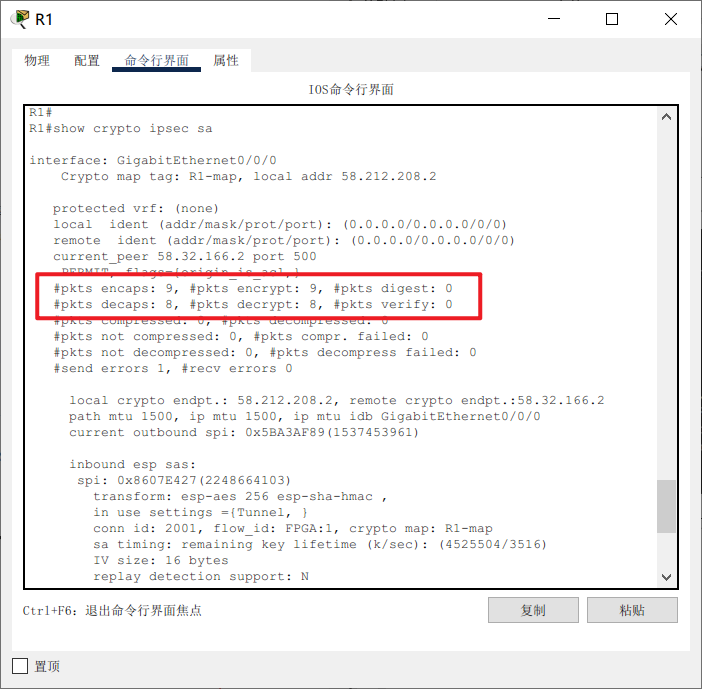 R1
物理 配置 命令行界面 属性
IOS命令行界面
R1#
R1#show crypto ipsec sa
interface: GigabitEthernet0/0/0
Crypto map tag: R1-map, local addr 58.212.208.2
protected vrf: (none)
local  ident (addr/mask/prot/port): (0.0.0.0/0.0.0.0/0/0)
remote  ident (addr/mask/prot/port): (0.0.0.0/0.0.0.0/0/0)
current_peer 58.32.166.2 port 500
PERMIT, flags={origin_is_acl,}
#pkts encaps: 9, #pkts encrypt: 9, #pkts digest: 0
#pkts decaps: 8, #pkts decrypt: 8, #pkts verify: 0
#pkts compressed: 0, #pkts decompressed: 0
#pkts not compressed: 0, #pkts compr. failed: 0
#pkts not decompressed: 0, #pkts decompress failed: 0
#send errors 1, #recv errors 0
local crypto endpt.: 58.212.208.2, remote crypto endpt.:58.32.166.2
path mtu 1500, ip mtu 1500, ip mtu idb GigabitEthernet0/0/0
current outbound spi: 0x5BA3AF89(1537453961)
inbound esp sas:
spi: 0x8607E427(2248664103)
transform: esp-aes 256 esp-sha-hmac ,
in use settings ={Tunnel, }
conn id: 2001, flow_id: FPGA:1, crypto map: R1-map
sa timing: remaining key lifetime (k/sec): (4525504/3516)
IV size: 16 bytes
replay detection support: N
Ctrl+F6: 退出命令行界面焦点 复制 粘贴
置顶